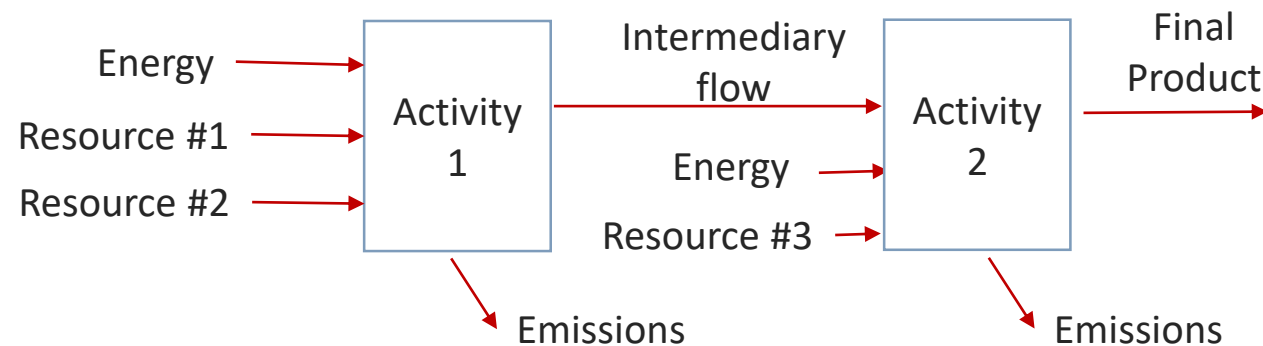 Energy
Resource #1
Resource #2
Activity
1
Emissions
Intermediary
flow
Energy
Resource #3
Activity
2
Emissions
Final
Product